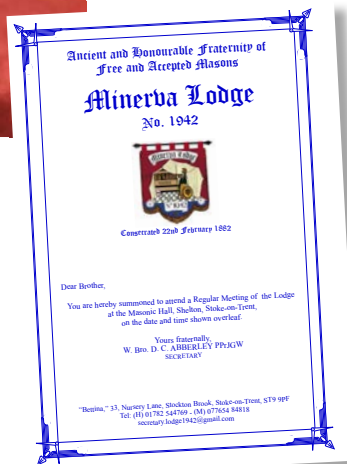 Ancient and Honourable Fraternity of
Free and Accepted Masons
Minerva Lodge
No. 1942
Minerva Lodge
Consecrated 22nd February 1882
Dear Brother,
You are hereby summoned to attend a Regular Meeting of the Lodge
at the Masonic Hall, Shelton, Stoke-on-Trent,
on the date and time shown overleaf.
Yours fraternally,
W. Bro. D. C. ABBERLEY PPrJGW
SECRETARY
"Betrina," 33, Nursery Lane, Stockton Brook, Stoke-on-Trent, ST9 9PF
Tel: (H) 01782 544769 - (M) 077654 84818
secretary.lodge1942@gmail.com